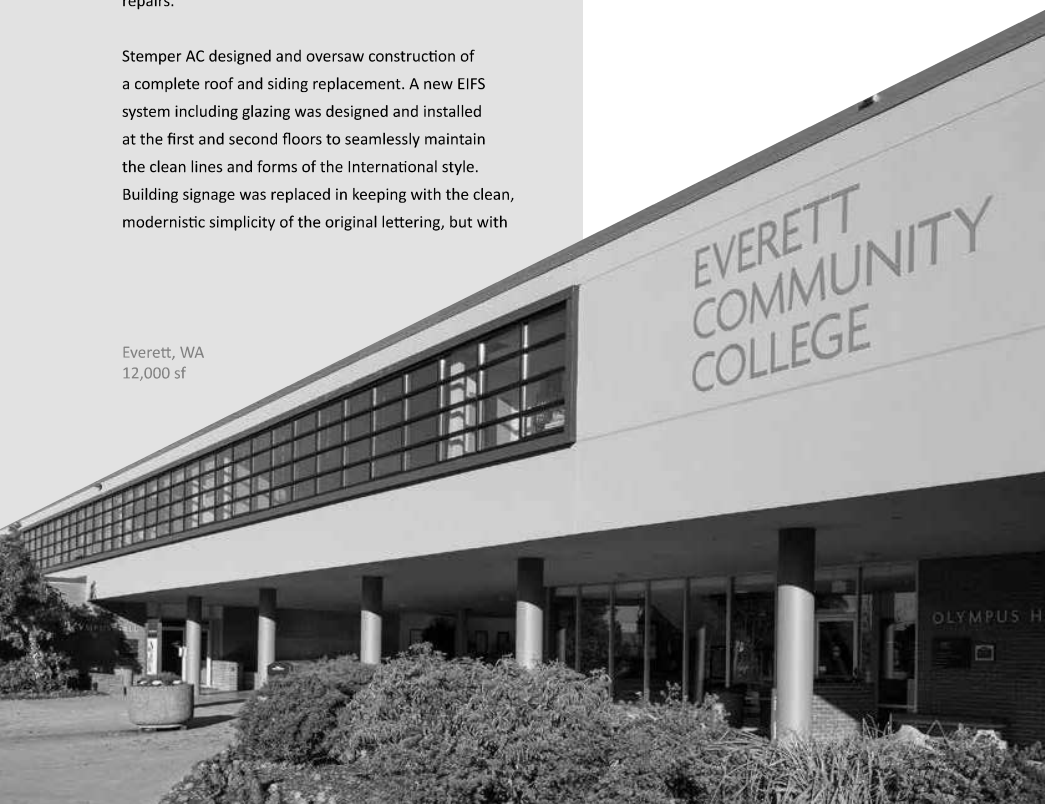 repairs.
Stemper AC designed and oversaw construction of
a complete roof and siding replacement. A new EIFS
system including glazing was designed and installed
at the first and second floors to seamlessly maintain
the clean lines and forms of the International style.
Building signage was replaced in keeping with the clean,
modernistic simplicity of the original lettering, but with
Everett, WA
12,000 sf
EVERETT
COMMUNITY
COLLEGE
OLYMPUS H